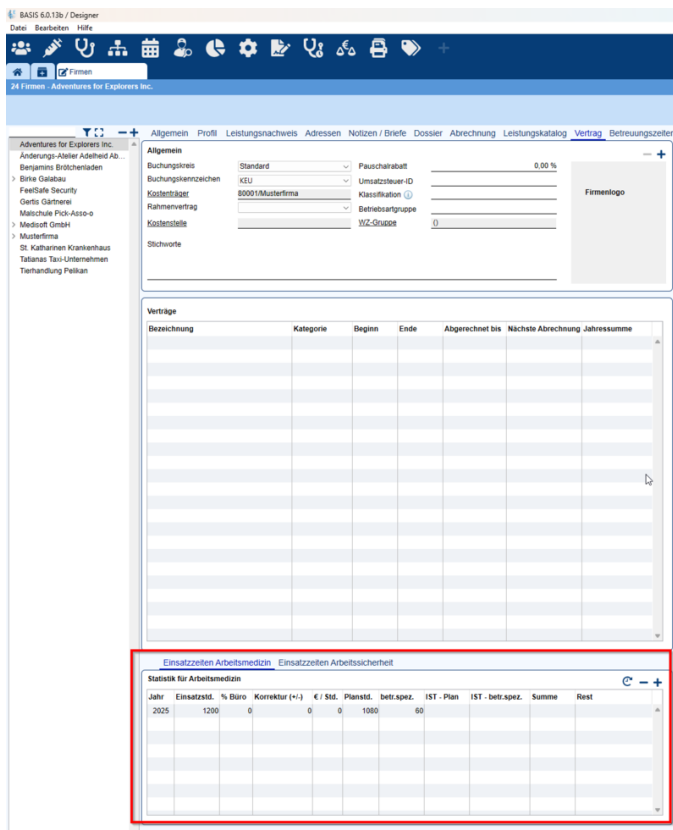 BASIS 6.0.13b / Designer
Datei Bearbeiten Hilfe
Firmen
24 Firmen - Adventures for Explorers Inc.
Allgemein Profil Leistungsnachweis Adressen Notizen / Briefe Dossier Abrechnung Leistungskatalog Vertrag Betreuungszeiten
Adventures for Explorers Inc.
Änderungs-Atelier Adelheid Ab...
Benjamins Brötchenladen
Birke Galabau
FeelSafe Security
Gertis Gärtnerei
Malschule Pick-Asso-o
Medisoft GmbH
Musterfirma
St. Katharinen Krankenhaus
Tatianas Taxi-Unternehmen
Tierhandlung Pelikan
Allgemein
Buchungskreis Standard Pauschalrabatt 0,00 %
Buchungskennzeichen KEU Umsatzsteuer-ID
Kostenträger 80001/Musterfirma Klassifikation
Firmenlogo
Rahmenvertrag Betriebsartgruppe
Kostenstelle WZ-Gruppe ()
Stichworte
Verträge
Bezeichnung Kategorie Beginn Ende Abgerechnet bis Nächste Abrechnung Jahressumme
Einsatzzeiten Arbeitsmedizin Einsatzzeiten Arbeitssicherheit
Statistik für Arbeitsmedizin
Jahr Einsatzstd. % Büro Korrektur (+/-) € / Std. Planstd. betr.spez. IST - Plan IST - betr.spez. Summe Rest
2025 1200 0 0 0 1080 60